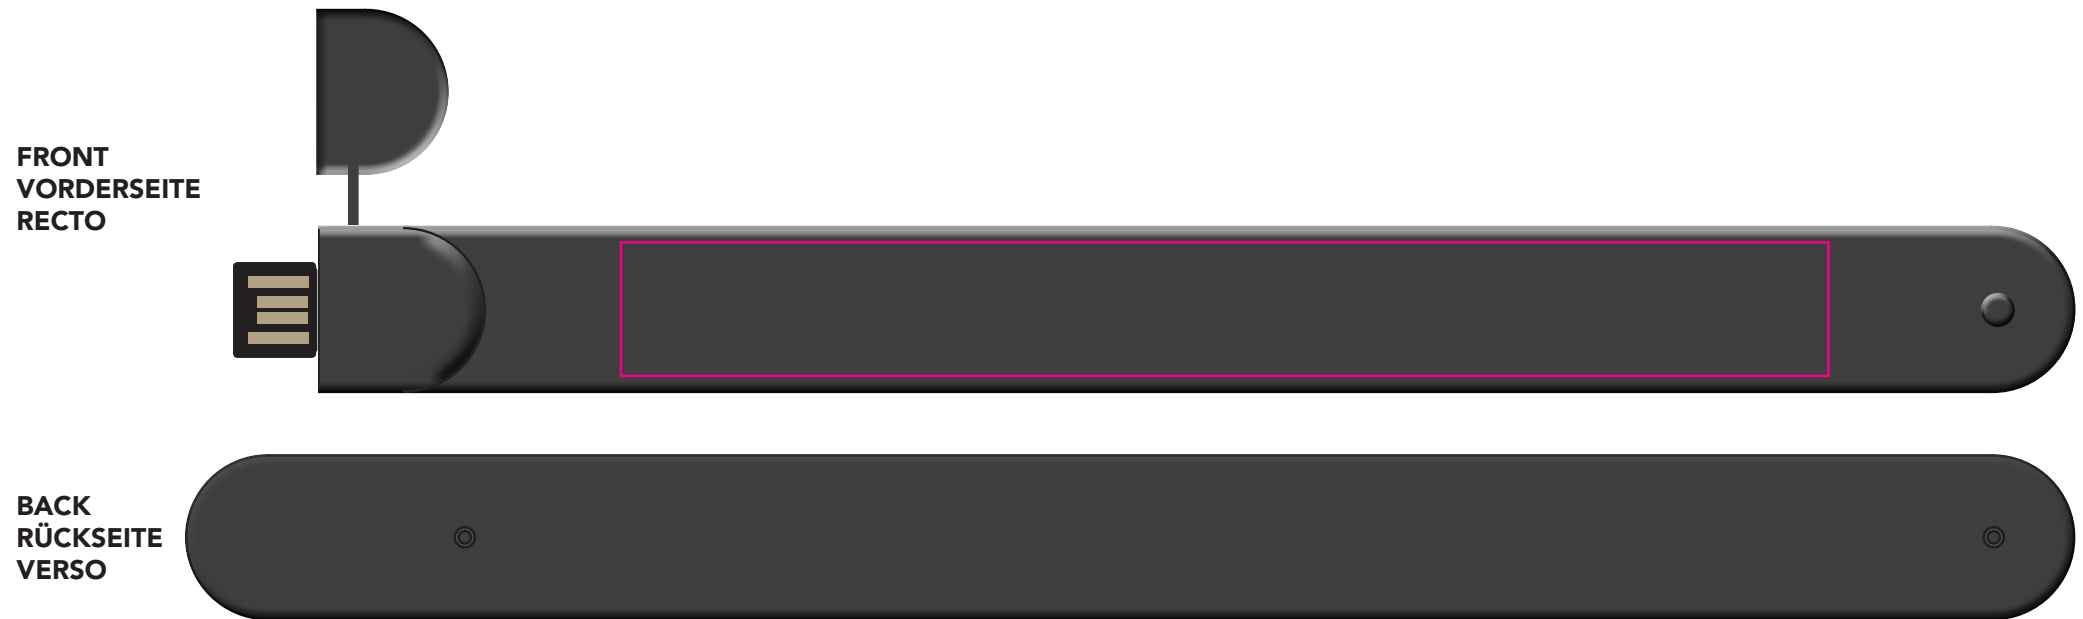 FRONT
VORDERSEITE
RECTO
BACK
RÜCKSEITE
VERSO